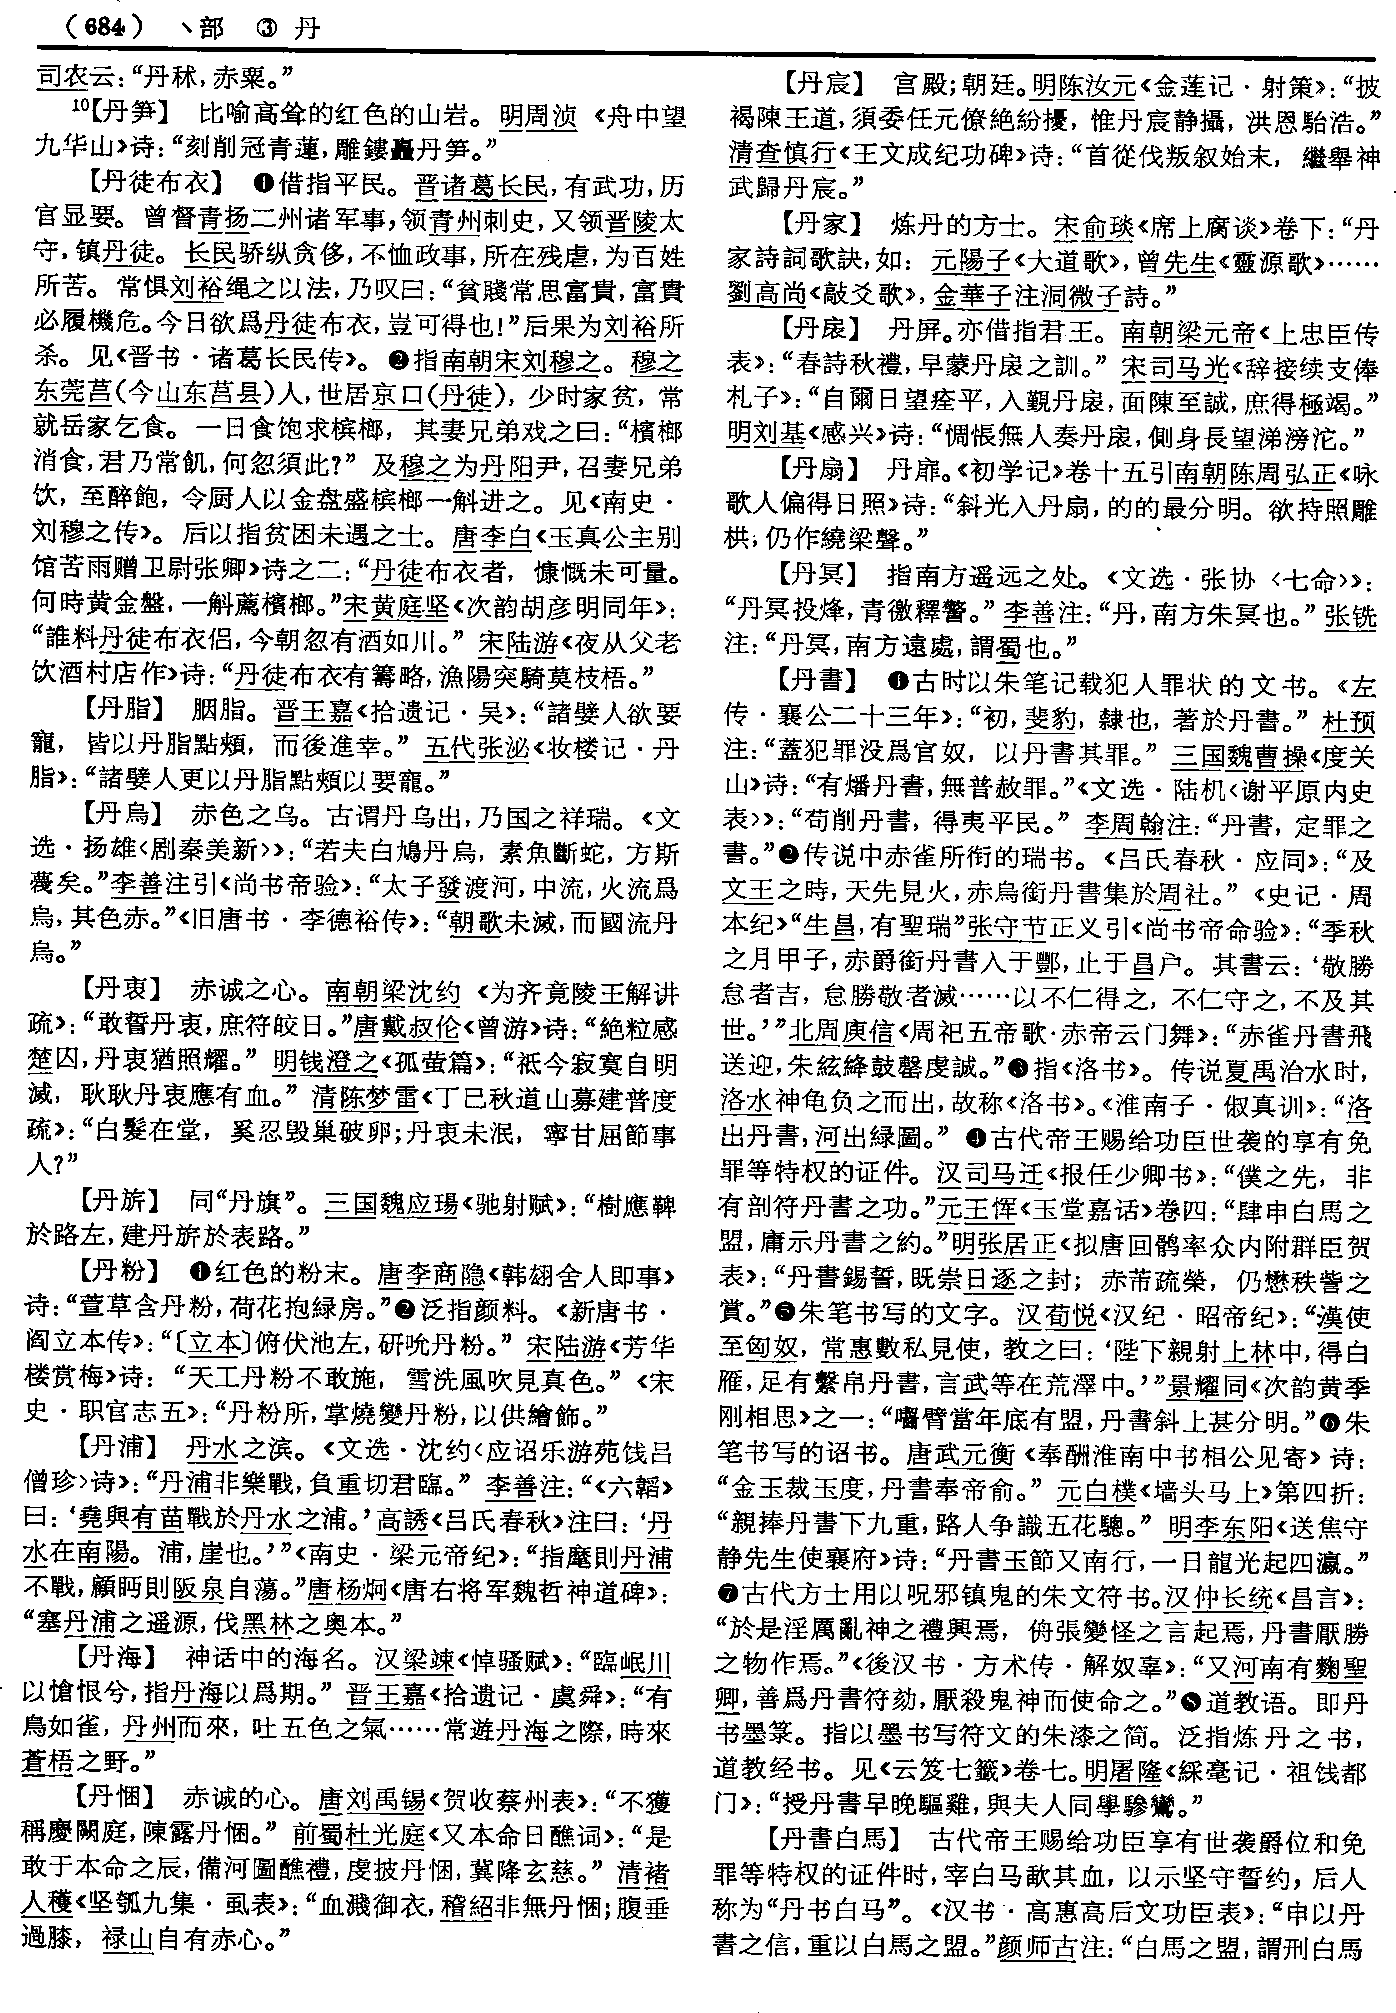 （684） 丶部 ③ 丹
司农云：“丹秫，赤粟。”
¹⁰【丹笋】 比喻高耸的红色的山岩。明周祯《舟中望
九华山》诗：“刻削冠青蓮，雕鏤矗丹笋。”
【丹徒布衣】 ❶借指平民。晋诸葛长民，有武功，历
官显要。曾督青扬二州诸军事，领青州刺史，又领晋陵太
守，镇丹徒。长民骄纵贪侈，不恤政事，所在残虐，为百姓
所苦。常惧刘裕绳之以法，乃叹曰：“貧賤常思富貴，富貴
必履機危。今日欲爲丹徒布衣，豈可得也！”后果为刘裕所
杀。见《晋书·诸葛长民传》。❷指南朝宋刘穆之。穆之
东莞莒（今山东莒县）人，世居京口（丹徒），少时家贫，常
就岳家乞食。一日食饱求槟榔，其妻兄弟戏之曰：“檳榔
消食，君乃常飢，何忽須此？”及穆之为丹阳尹，召妻兄弟
饮，至醉飽，令厨人以金盘盛槟榔一斛进之。见《南史·
刘穆之传》。后以指贫困未遇之士。唐李白《玉真公主别
馆苦雨赠卫尉张卿》诗之二：“丹徒布衣者，慷慨未可量。
何時黄金盤，一斛薦檳榔。”宋黄庭坚《次韵胡彦明同年》：
“誰料丹徒布衣侣，今朝忽有酒如川。”宋陆游《夜从父老
饮酒村店作》诗：“丹徒布衣有籌略，漁陽突騎莫枝梧。”
【丹脂】 胭脂。晋王嘉《拾遗记·吴》：“諸嬖人欲要
寵，皆以丹脂點頰，而後進幸。”五代张泌《妆楼记·丹
脂》：“諸嬖人更以丹脂點頰以要寵。”
【丹烏】 赤色之乌。古谓丹乌出，乃国之祥瑞。《文
选·扬雄〈剧秦美新〉》：“若夫白鳩丹烏，素魚斷蛇，方斯
蔑矣。”李善注引《尚书帝验》：“太子發渡河，中流，火流爲
烏，其色赤。”《旧唐书·李德裕传》：“朝歌未滅，而國流丹
烏。”
【丹衷】 赤诚之心。南朝梁沈约《为齐竟陵王解讲
疏》：“敢誓丹衷，庶符皎日。”唐戴叔伦《曾游》诗：“絶粒感
楚囚，丹衷猶照耀。”明钱澄之《孤萤篇》：“祇今寂寞自明
滅，耿耿丹衷應有血。”清陈梦雷《丁巳秋道山募建普度
疏》：“白髮在堂，奚忍毁巢破卵；丹衷未泯，寧甘屈節事
人？”
【丹旂】 同“丹旗”。三国魏应瑒《驰射赋》：“樹應鞞
於路左，建丹旂於表路。”
【丹粉】 ❶红色的粉末。唐李商隐《韩翃舍人即事》
诗：“萱草含丹粉，荷花抱緑房。”❷泛指颜料。《新唐书·
阎立本传》：“〔立本〕俯伏池左，研吮丹粉。”宋陆游《芳华
楼赏梅》诗：“天工丹粉不敢施，雪洗風吹見真色。”《宋
史·职官志五》：“丹粉所，掌燒變丹粉，以供繪飾。”
【丹浦】 丹水之滨。《文选·沈约〈应诏乐游苑饯吕
僧珍〉诗》：“丹浦非樂戰，負重切君臨。”李善注：“《六韜》
曰：‘堯與有苗戰於丹水之浦。’高誘《吕氏春秋》注曰：‘丹
水在南陽。浦，崖也。’”《南史·梁元帝纪》：“指麾則丹浦
不戰，顧眄則阪泉自蕩。”唐杨炯《唐右将军魏哲神道碑》：
“塞丹浦之遥源，伐黑林之奥本。”
【丹海】 神话中的海名。汉梁竦《悼骚赋》：“臨岷川
以愴恨兮，指丹海以爲期。”晋王嘉《拾遗记·虞舜》：“有
鳥如雀，丹州而來，吐五色之氣……常遊丹海之際，時來
蒼梧之野。”
【丹悃】 赤诚的心。唐刘禹锡《贺收蔡州表》：“不獲
稱慶闕庭，陳露丹悃。”前蜀杜光庭《又本命日醮词》：“是
敢于本命之辰，備河圖醮禮，虔披丹悃，冀降玄慈。”清褚
人穫《坚瓠九集·虱表》：“血濺御衣，稽紹非無丹悃；腹垂
過膝，禄山自有赤心。”
【丹宸】 宫殿；朝廷。明陈汝元《金莲记·射策》：“披
褐陳王道，須委任元僚絶紛擾，惟丹宸静攝，洪恩駘浩。”
清查慎行《王文成纪功碑》诗：“首從伐叛叙始末，繼舉神
武歸丹宸。”
【丹家】 炼丹的方士。宋俞琰《席上腐谈》卷下：“丹
家詩詞歌訣，如：元陽子《大道歌》，曾先生《靈源歌》……
劉高尚《敲爻歌》，金華子注洞微子詩。”
【丹扆】 丹屏。亦借指君王。南朝梁元帝《上忠臣传
表》：“春詩秋禮，早蒙丹扆之訓。”宋司马光《辞接续支俸
札子》：“自爾日望痊平，入覲丹扆，面陳至誠，庶得極竭。”
明刘基《感兴》诗：“惆悵無人奏丹扆，側身長望涕滂沱。”
【丹扇】 丹扉。《初学记》卷十五引南朝陈周弘正《咏
歌人偏得日照》诗：“斜光入丹扇，的的最分明。欲持照雕
栱，仍作繞梁聲。”
【丹冥】 指南方遥远之处。《文选·张协〈七命〉》：
“丹冥投烽，青徼釋警。”李善注：“丹，南方朱冥也。”张铣
注：“丹冥，南方遠處，謂蜀也。”
【丹書】 ❶古时以朱笔记载犯人罪状的文书。《左
传·襄公二十三年》：“初，斐豹，隸也，著於丹書。”杜预
注：“蓋犯罪没爲官奴，以丹書其罪。”三国魏曹操《度关
山》诗：“有燔丹書，無普赦罪。”《文选·陆机〈谢平原内史
表〉》：“苟削丹書，得夷平民。”李周翰注：“丹書，定罪之
書。”❷传说中赤雀所衔的瑞书。《吕氏春秋·应同》：“及
文王之時，天先見火，赤烏銜丹書集於周社。”《史记·周
本纪》“生昌，有聖瑞”张守节正义引《尚书帝命验》：“季秋
之月甲子，赤爵銜丹書入于酆，止于昌户。其書云：‘敬勝
怠者吉，怠勝敬者滅……以不仁得之，不仁守之，不及其
世。’”北周庾信《周祀五帝歌·赤帝云门舞》：“赤雀丹書飛
送迎，朱絃絳鼓罄虔誠。”❸指《洛书》。传说夏禹治水时，
洛水神龟负之而出，故称《洛书》。《淮南子·俶真训》：“洛
出丹書，河出緑圖。”❹古代帝王赐给功臣世袭的享有免
罪等特权的证件。汉司马迁《报任少卿书》：“僕之先，非
有剖符丹書之功。”元王恽《玉堂嘉话》卷四：“肆申白馬之
盟，庸示丹書之約。”明张居正《拟唐回鹘率众内附群臣贺
表》：“丹書錫誓，既崇日逐之封；赤芾疏榮，仍懋秩訾之
賞。”❺朱笔书写的文字。汉荀悦《汉纪·昭帝纪》：“漢使
至匈奴，常惠數私見使，教之曰：‘陛下親射上林中，得白
雁，足有繫帛丹書，言武等在荒澤中。’”景耀同《次韵黄季
刚相思》之一：“囓臂當年底有盟，丹書斜上甚分明。”❻朱
笔书写的诏书。唐武元衡《奉酬淮南中书相公见寄》诗：
“金玉裁玉度，丹書奉帝俞。”元白樸《墙头马上》第四折：
“親捧丹書下九重，路人争識五花驄。”明李东阳《送焦守
静先生使襄府》诗：“丹書玉節又南行，一日龍光起四瀛。”
❼古代方士用以呪邪镇鬼的朱文符书。汉仲长统《昌言》：
“於是淫厲亂神之禮興焉，侜張變怪之言起焉，丹書厭勝
之物作焉。”《後汉书·方术传·解奴辜》：“又河南有麴聖
卿，善爲丹書符劾，厭殺鬼神而使命之。”❽道教语。即丹
书墨箓。指以墨书写符文的朱漆之简。泛指炼丹之书，
道教经书。见《云笈七籤》卷七。明屠隆《綵毫记·祖饯都
门》：“授丹書早晚驅雞，與夫人同學驂鸞。”
【丹書白馬】 古代帝王赐给功臣享有世袭爵位和免
罪等特权的证件时，宰白马歃其血，以示坚守誓约，后人
称为“丹书白马”。《汉书·高惠高后文功臣表》：“申以丹
書之信，重以白馬之盟。”颜师古注：“白馬之盟，謂刑白馬